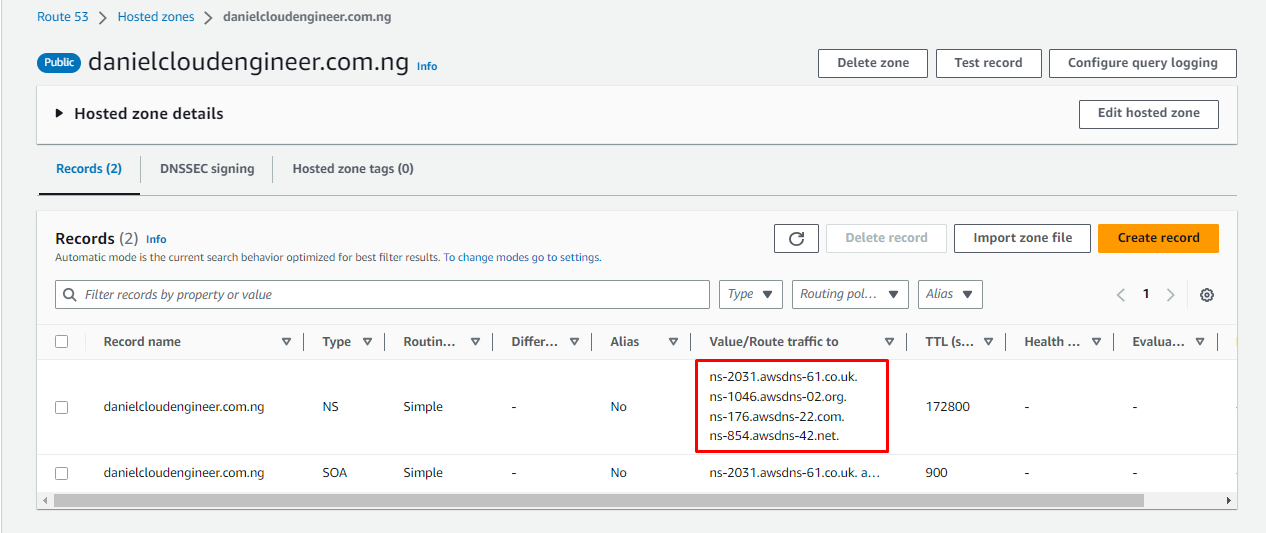 Route 53 > Hosted zones > danielcloudengineer.com.ng
Public danielcloudengineer.com.ng Info
Delete zone Test record Configure query logging
Hosted zone details
Edit hosted zone
Records (2) DNSSEC signing Hosted zone tags (0)
Records (2) Info
Delete record Import zone file Create record
Automatic mode is the current search behavior optimized for best filter results. To change modes go to settings.
Filter records by property or value Type Routing pol... Alias 1
Record name Type Routin... Differ... Alias Value/Route traffic to TTL (s... Health ... Evalua...
ns-2031.awsdns-61.co.uk.
ns-1046.awsdns-02.org.
danielcloudengineer.com.ng NS Simple - No 172800 - -
ns-176.awsdns-22.com.
ns-854.awsdns-42.net.
danielcloudengineer.com.ng SOA Simple - No ns-2031.awsdns-61.co.uk. a... 900 - -